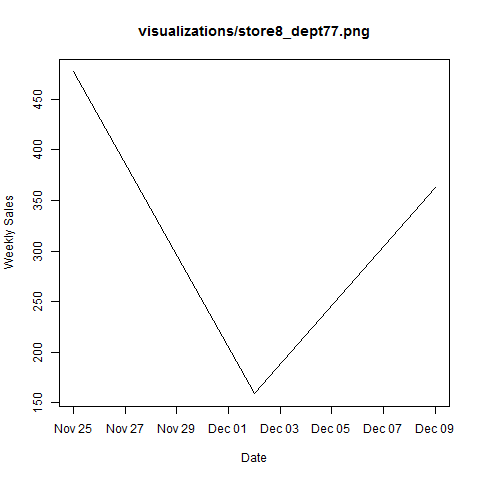 visualizations/store8_dept77.png
Weekly Sales
450
400
350
300
250
200
150
Nov 25 Nov 27 Nov 29 Dec 01 Dec 03 Dec 05 Dec 07 Dec 09
Date